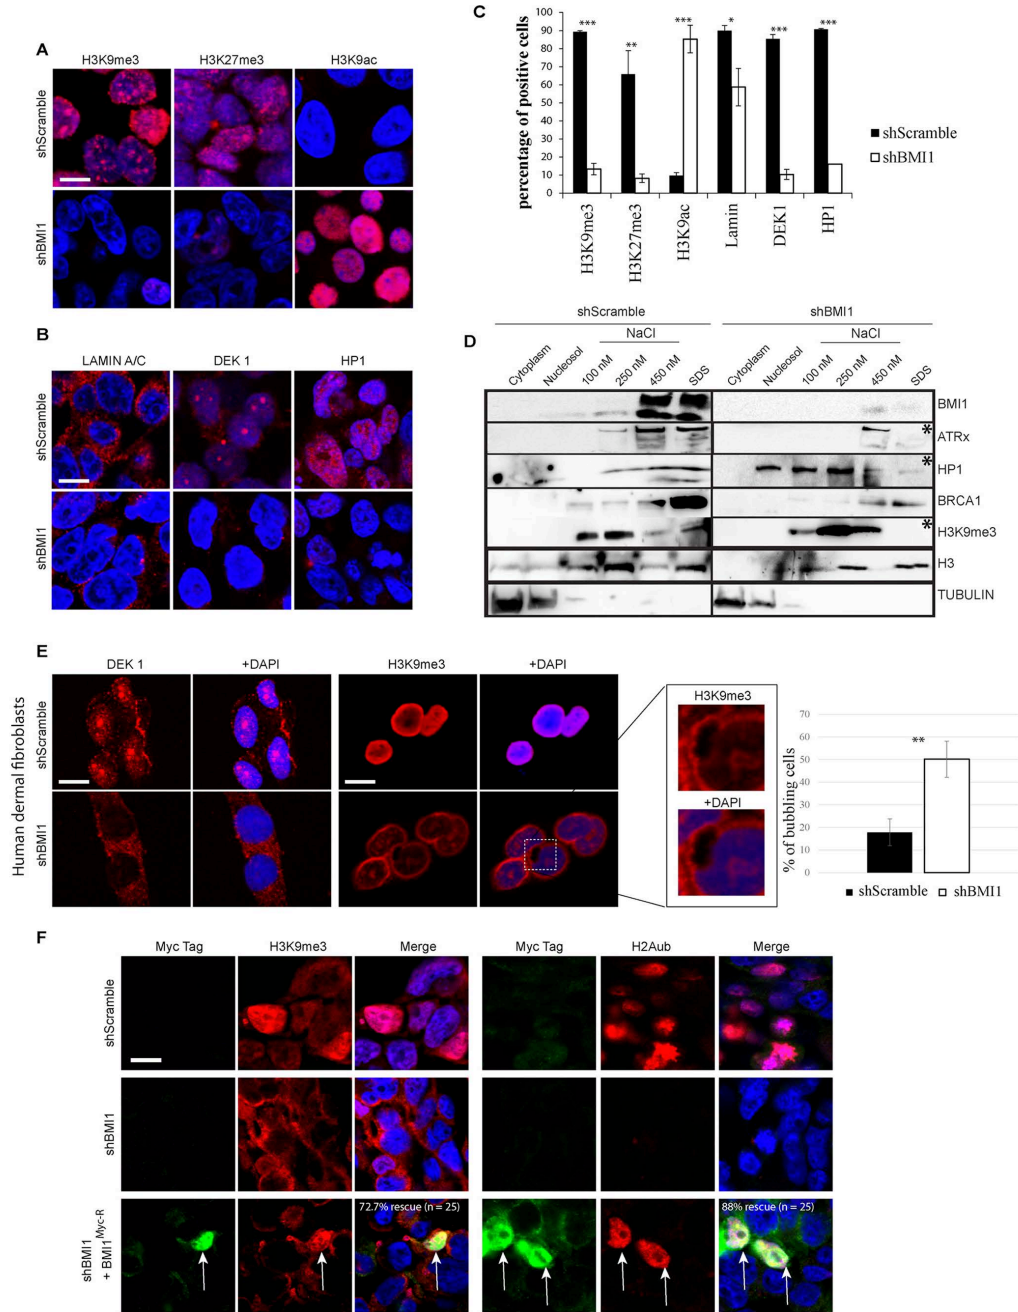 A
H3K9me3 H3K27me3 H3K9ac
shScramble
shBMI1
B
LAMIN A/C DEK 1 HP1
shScramble
shBMI1
C
percentage of positive cells
100
90
80
70
60
50
40
30
20
10
0
*** ** *** * *** ***
H3K9me3 H3K27me3 H3K9ac Lamin DEK1 HP1
shScramble
shBMI1
D
shScramble shBMI1
NaCl NaCl
Cytoplasm Nucleosol 100 nM 250 nM 450 nM SDS Cytoplasm Nucleosol 100 nM 250 nM 450 nM SDS
BMI1
* ATRx
* HP1
BRCA1
* H3K9me3
H3
TUBULIN
E
Human dermal fibroblasts
DEK 1 +DAPI H3K9me3 +DAPI
shScramble
shBMI1
H3K9me3
+DAPI
% of bubbling cells
70
60
50
40
30
20
10
0
**
shScramble shBMI1
F
Myc Tag H3K9me3 Merge Myc Tag H2Aub Merge
shScramble
shBMI1
shBMI1
+ BMI1Myc-R
72.7% rescue (n = 25) 88% rescue (n = 25)